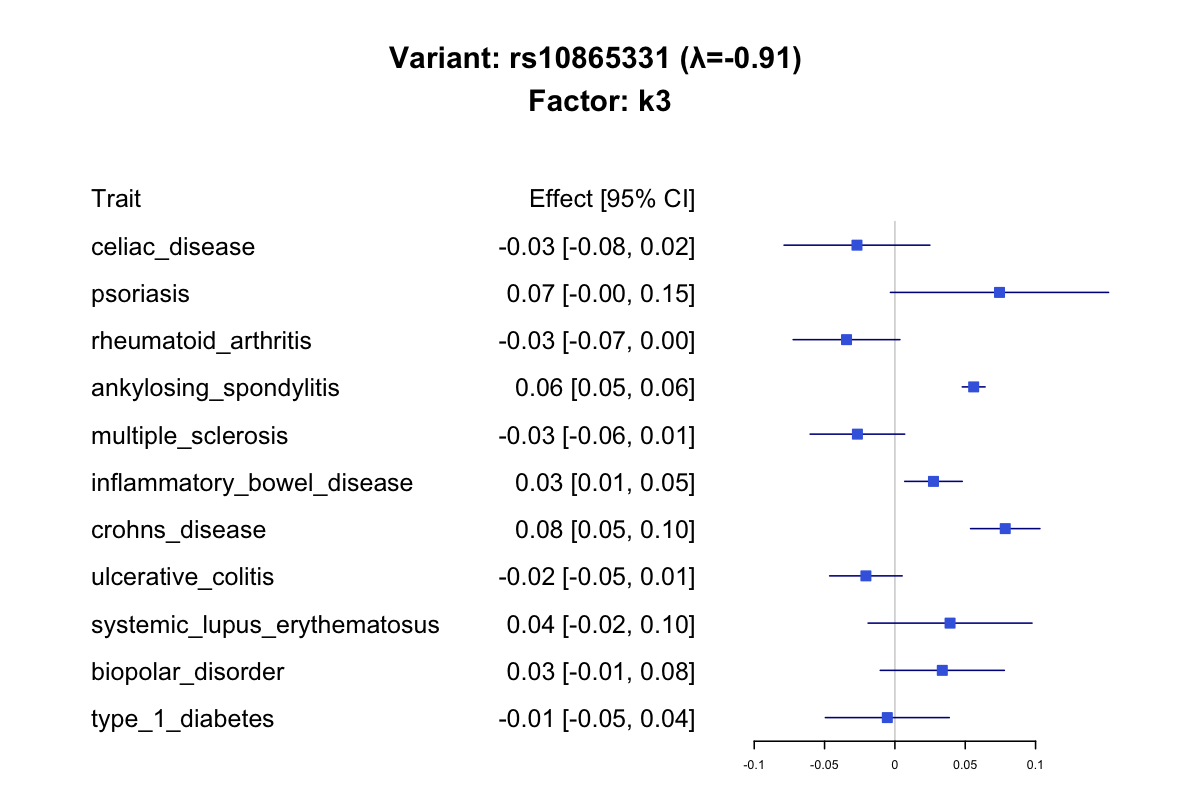 Variant: rs10865331 (λ=-0.91)
Factor: k3
Trait Effect [95% CI]
celiac_disease -0.03 [-0.08, 0.02]
psoriasis 0.07 [-0.00, 0.15]
rheumatoid_arthritis -0.03 [-0.07, 0.00]
ankylosing_spondylitis 0.06 [0.05, 0.06]
multiple_sclerosis -0.03 [-0.06, 0.01]
inflammatory_bowel_disease 0.03 [0.01, 0.05]
crohns_disease 0.08 [0.05, 0.10]
ulcerative_colitis -0.02 [-0.05, 0.01]
systemic_lupus_erythematosus 0.04 [-0.02, 0.10]
biopolar_disorder 0.03 [-0.01, 0.08]
type_1_diabetes -0.01 [-0.05, 0.04]
-0.1 -0.05 0 0.05 0.1